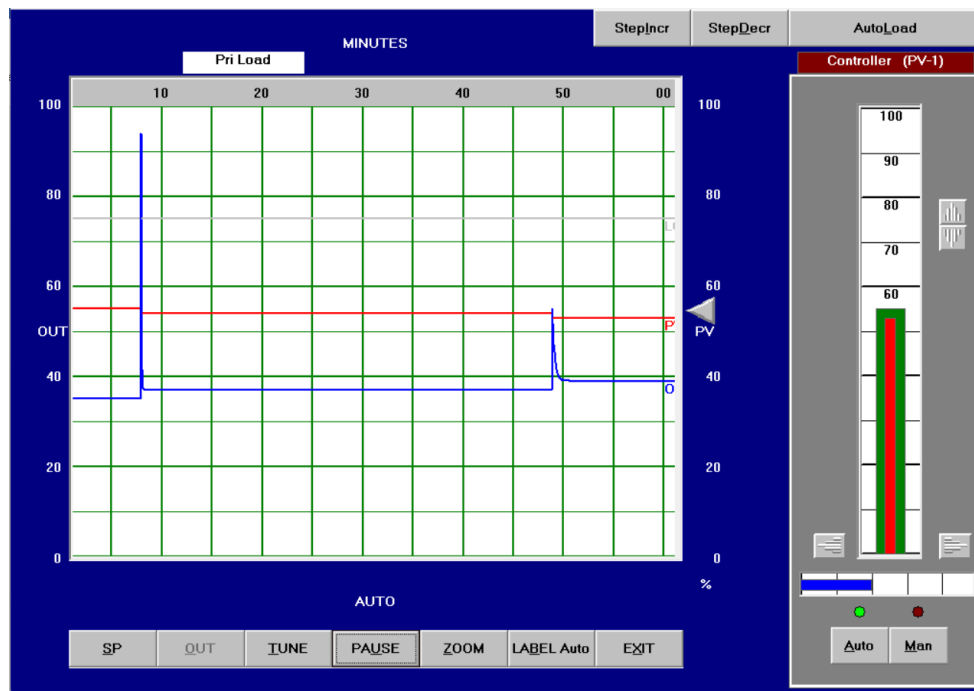 StepIncr StepDecr AutoLoad
MINUTES
Pri Load
Controller (PV-1)
10 20 30 40 50 00
100 100 100
90
80 80 80
70
60 60 60
OUT PV
40 40
20 20
0 0
%
AUTO
SP OUT TUNE PAUSE ZOOM LABEL Auto EXIT
Auto Man